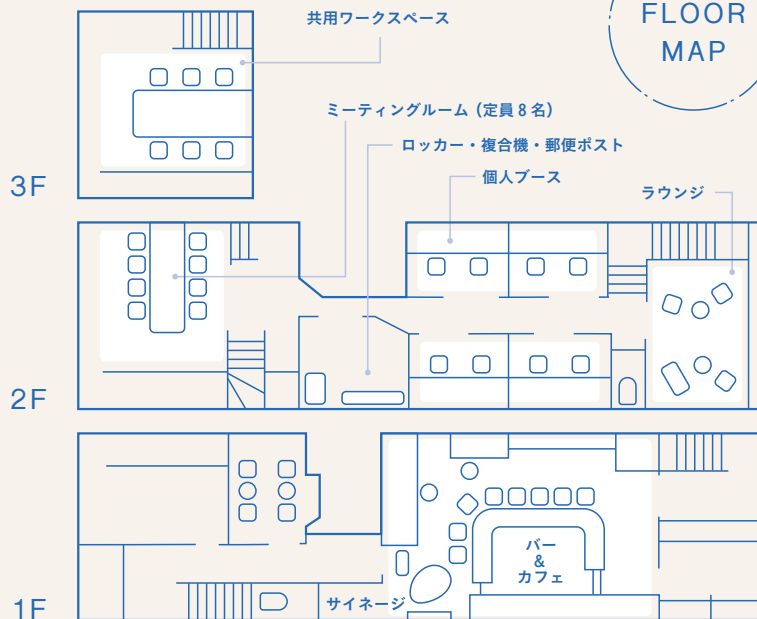 FLOOR
MAP
共用ワークスペース
ミーティングルーム（定員8名）
ロッカー・複合機・郵便ポスト
個人ブース
ラウンジ
3F
2F
バー
&
カフェ
サイネージ
1F